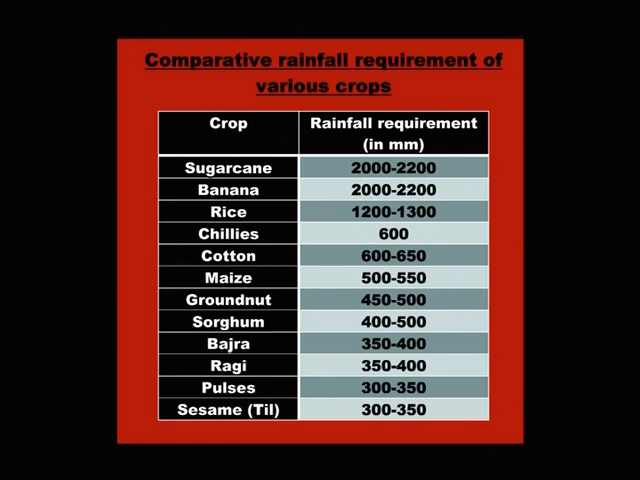 Comparative rainfall requirement of
various crops
Crop Rainfall requirement
(in mm)
Sugarcane 2000-2200
Banana 2000-2200
Rice 1200-1300
Chillies 600
Cotton 600-650
Maize 500-550
Groundnut 450-500
Sorghum 400-500
Bajra 350-400
Ragi 350-400
Pulses 300-350
Sesame (Til) 300-350